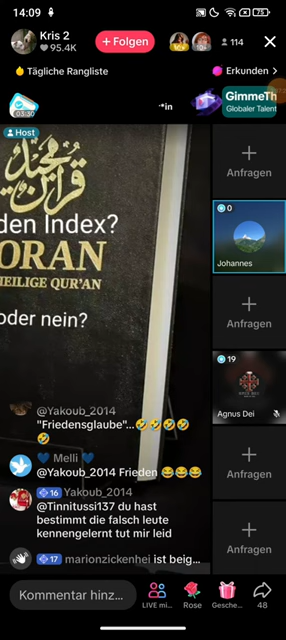 14:09
75
Kris 2
95.4K
+ Folgen
10+
114
Tägliche Rangliste
Erkunden >
03:30
GimmeTh
Globaler Talent
Host
قرآن مجيد
den Index?
ORAN
HEILIGE QUR'AN
oder nein?
Anfragen
0
Johannes
Anfragen
19
Agnus Dei
Anfragen
Anfragen
@Yakoub_2014
"Friedensglaube"...🤣🤣🤣🤣
🤣
💙 Melli 💙
@Yakoub_2014 Frieden 😂😂😂
16 Yakoub_2014
@Tinnitussi137 du hast
bestimmt die falsch leute
kennengelernt tut mir leid
17 marionzickenhei ist beig...
Kommentar hinz...
LIVE mi...
Rose
Gesche...
48